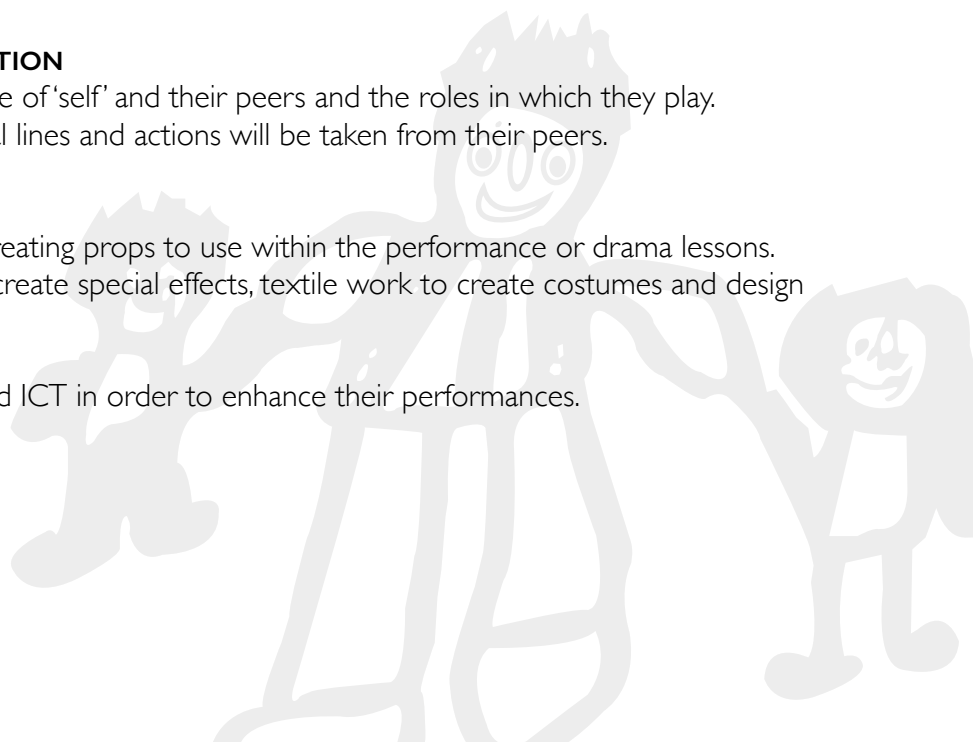 TION
e of ‘self’ and their peers and the roles in which they play.
l lines and actions will be taken from their peers.
reating props to use within the performance or drama lessons.
create special effects, textile work to create costumes and design
d ICT in order to enhance their performances.